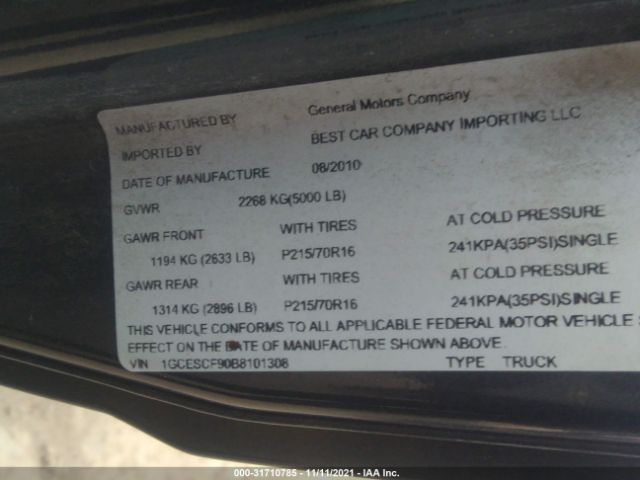 MANUFACTURED BY General Motors Company
IMPORTED BY BEST CAR COMPANY IMPORTING LLC
DATE OF MANUFACTURE 08/2010
GVWR 2268 KG(5000 LB)
GAWR FRONT WITH TIRES AT COLD PRESSURE
1194 KG (2633 LB) P215/70R16 241KPA(35PSI)SINGLE
GAWR REAR WITH TIRES AT COLD PRESSURE
1314 KG (2896 LB) P215/70R16 241KPA(35PSI)SINGLE
THIS VEHICLE CONFORMS TO ALL APPLICABLE FEDERAL MOTOR VEHICLE
EFFECT ON THE DATE OF MANUFACTURE SHOWN ABOVE.
VIN 1GCESCF90B8101308 TYPE TRUCK
000-31710785 - 11/11/2021 - IAA Inc.